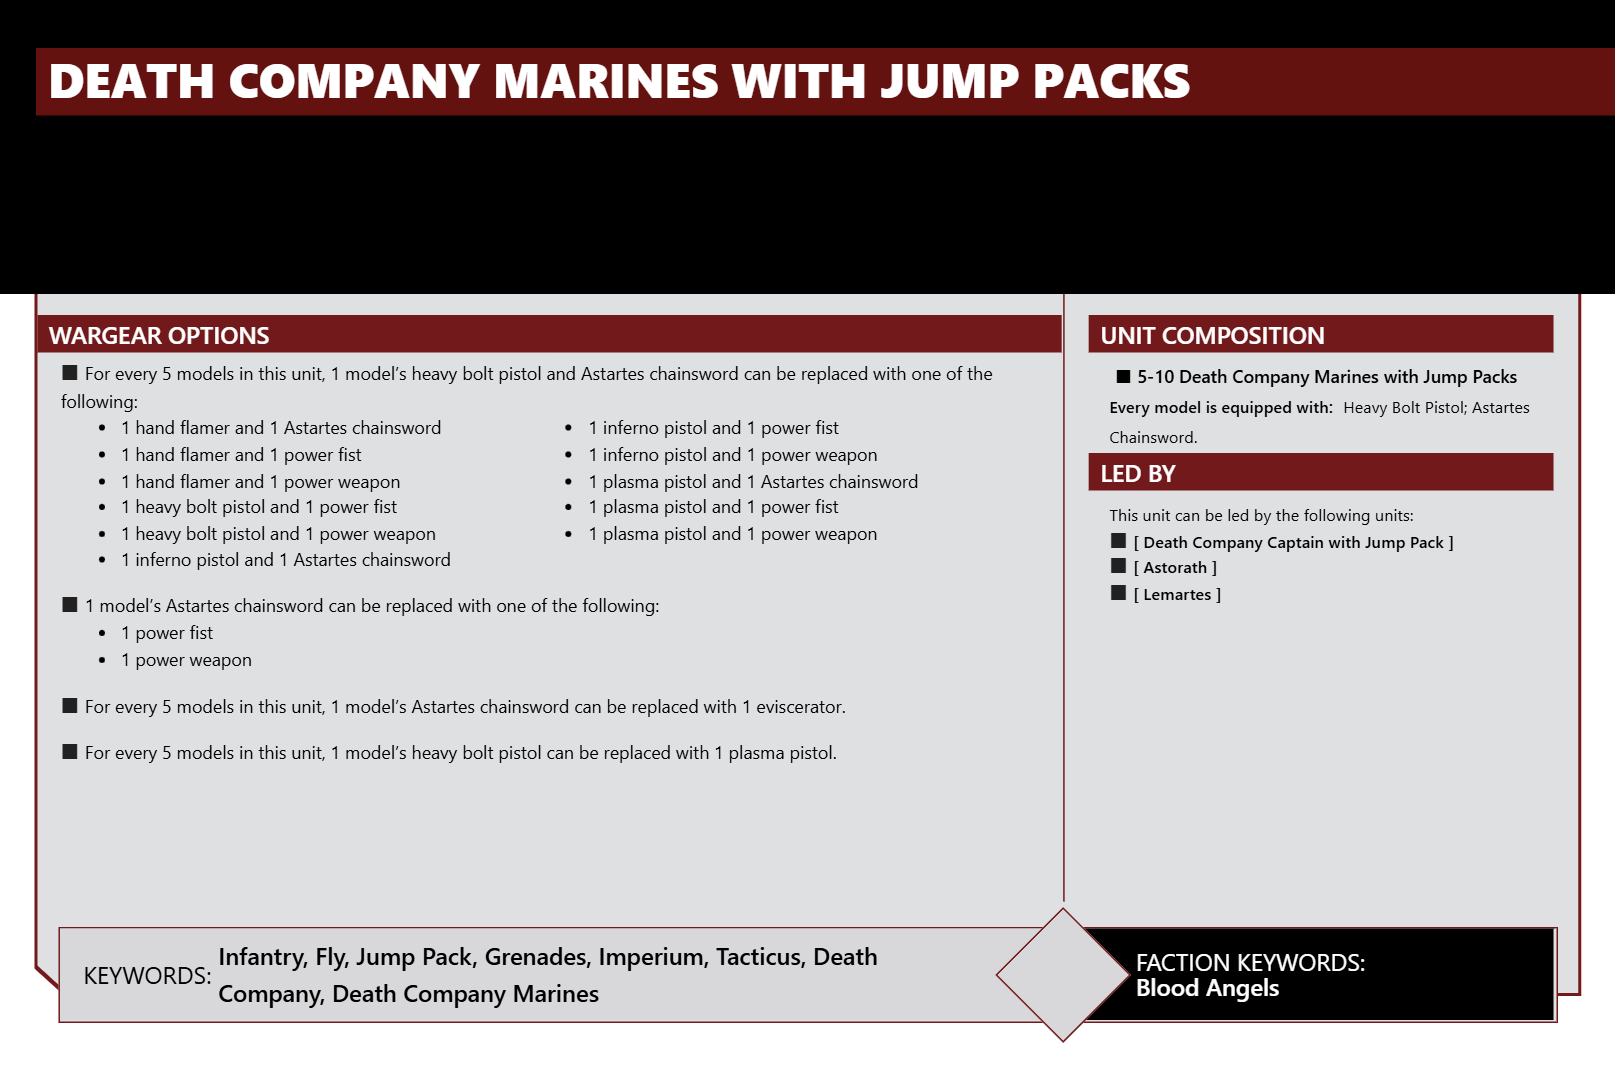 DEATH COMPANY MARINES WITH JUMP PACKS
WARGEAR OPTIONS
■ For every 5 models in this unit, 1 model’s heavy bolt pistol and Astartes chainsword can be replaced with one of the
following:
• 1 hand flamer and 1 Astartes chainsword
• 1 hand flamer and 1 power fist
• 1 hand flamer and 1 power weapon
• 1 heavy bolt pistol and 1 power fist
• 1 heavy bolt pistol and 1 power weapon
• 1 inferno pistol and 1 Astartes chainsword
• 1 inferno pistol and 1 power fist
• 1 inferno pistol and 1 power weapon
• 1 plasma pistol and 1 Astartes chainsword
• 1 plasma pistol and 1 power fist
• 1 plasma pistol and 1 power weapon
■ 1 model’s Astartes chainsword can be replaced with one of the following:
• 1 power fist
• 1 power weapon
■ For every 5 models in this unit, 1 model’s Astartes chainsword can be replaced with 1 eviscerator.
■ For every 5 models in this unit, 1 model’s heavy bolt pistol can be replaced with 1 plasma pistol.
UNIT COMPOSITION
■ 5-10 Death Company Marines with Jump Packs
Every model is equipped with: Heavy Bolt Pistol; Astartes
Chainsword.
LED BY
This unit can be led by the following units:
■ [ Death Company Captain with Jump Pack ]
■ [ Astorath ]
■ [ Lemartes ]
KEYWORDS:
Infantry, Fly, Jump Pack, Grenades, Imperium, Tacticus, Death
Company, Death Company Marines
FACTION KEYWORDS:
Blood Angels